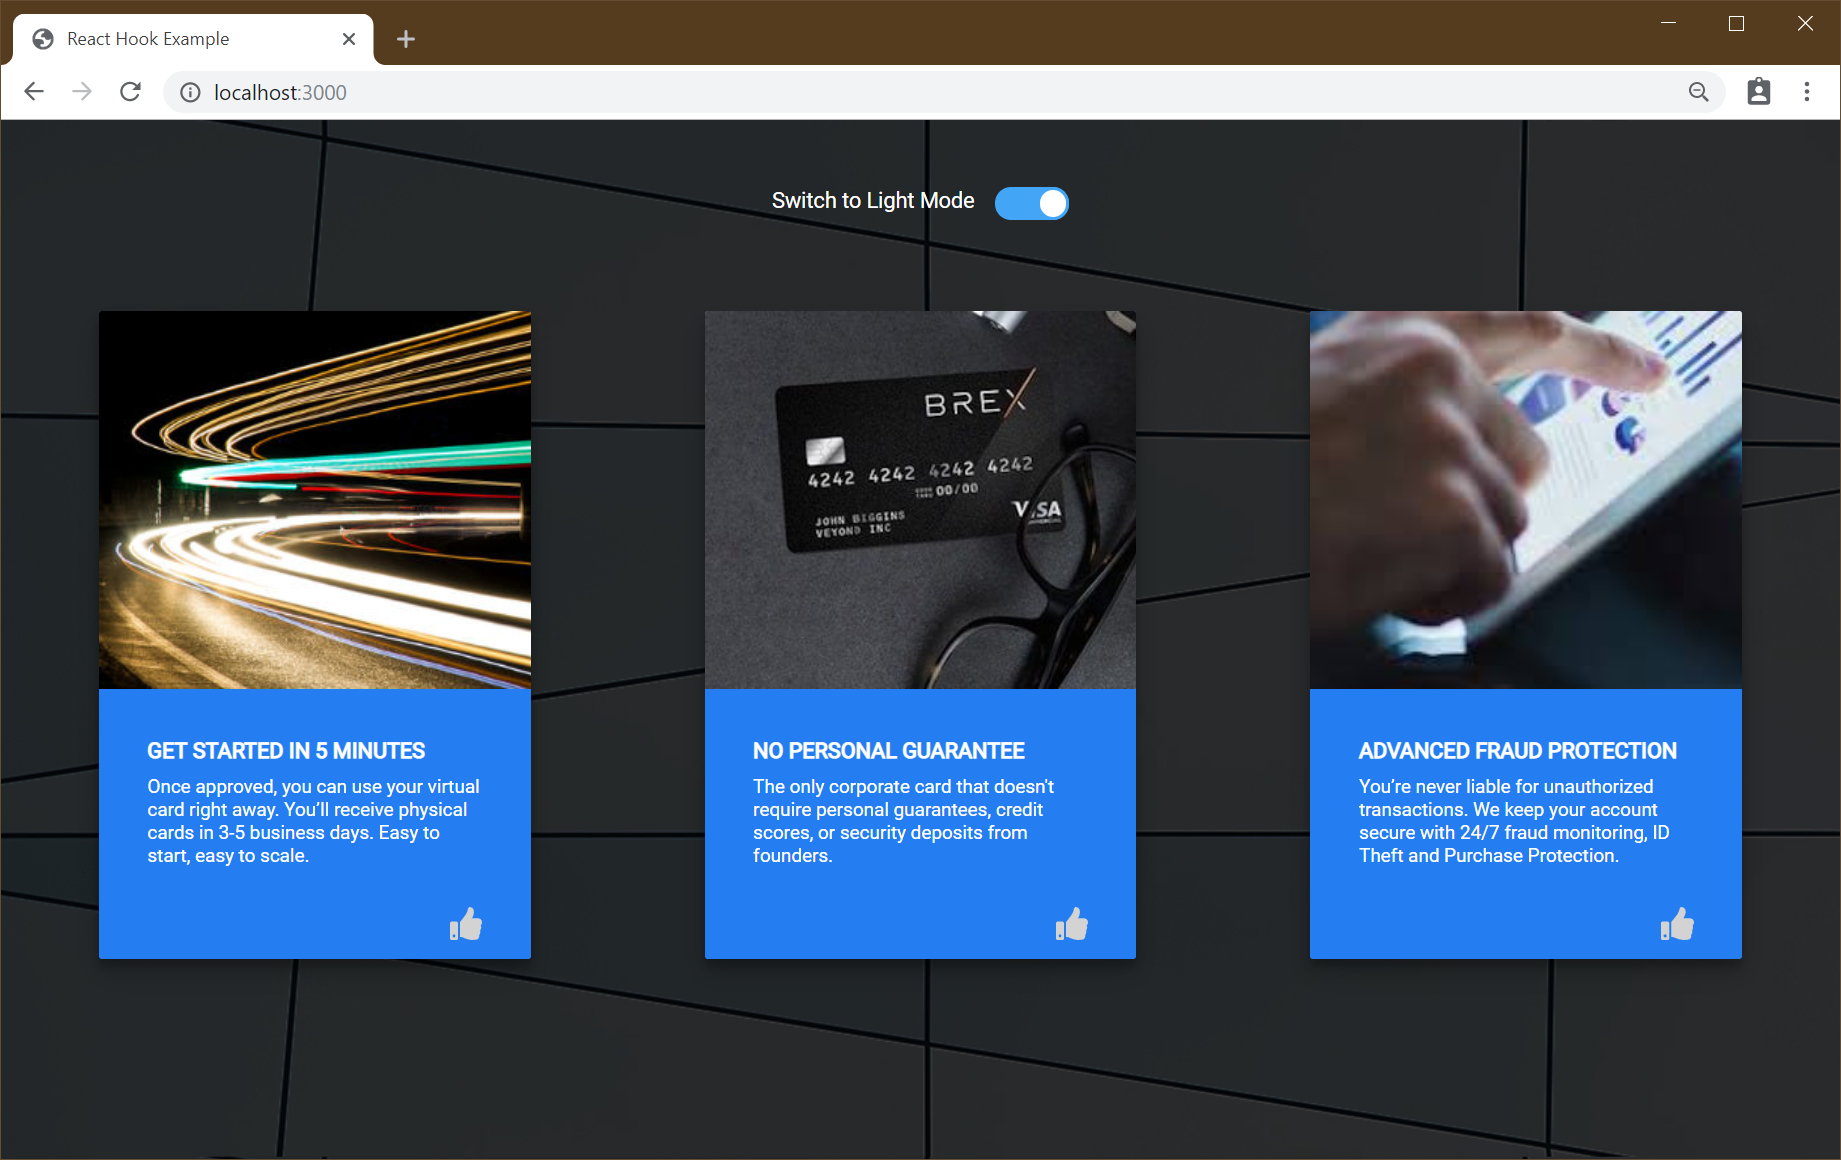 React Hook Example
localhost:3000
Switch to Light Mode
BREX
4242 4242 4242 4242
00/00
JOHN BIGGINS
VEYOND INC
VISA
GET STARTED IN 5 MINUTES
Once approved, you can use your virtual
card right away. You’ll receive physical
cards in 3-5 business days. Easy to
start, easy to scale.
NO PERSONAL GUARANTEE
The only corporate card that doesn't
require personal guarantees, credit
scores, or security deposits from
founders.
ADVANCED FRAUD PROTECTION
You’re never liable for unauthorized
transactions. We keep your account
secure with 24/7 fraud monitoring, ID
Theft and Purchase Protection.